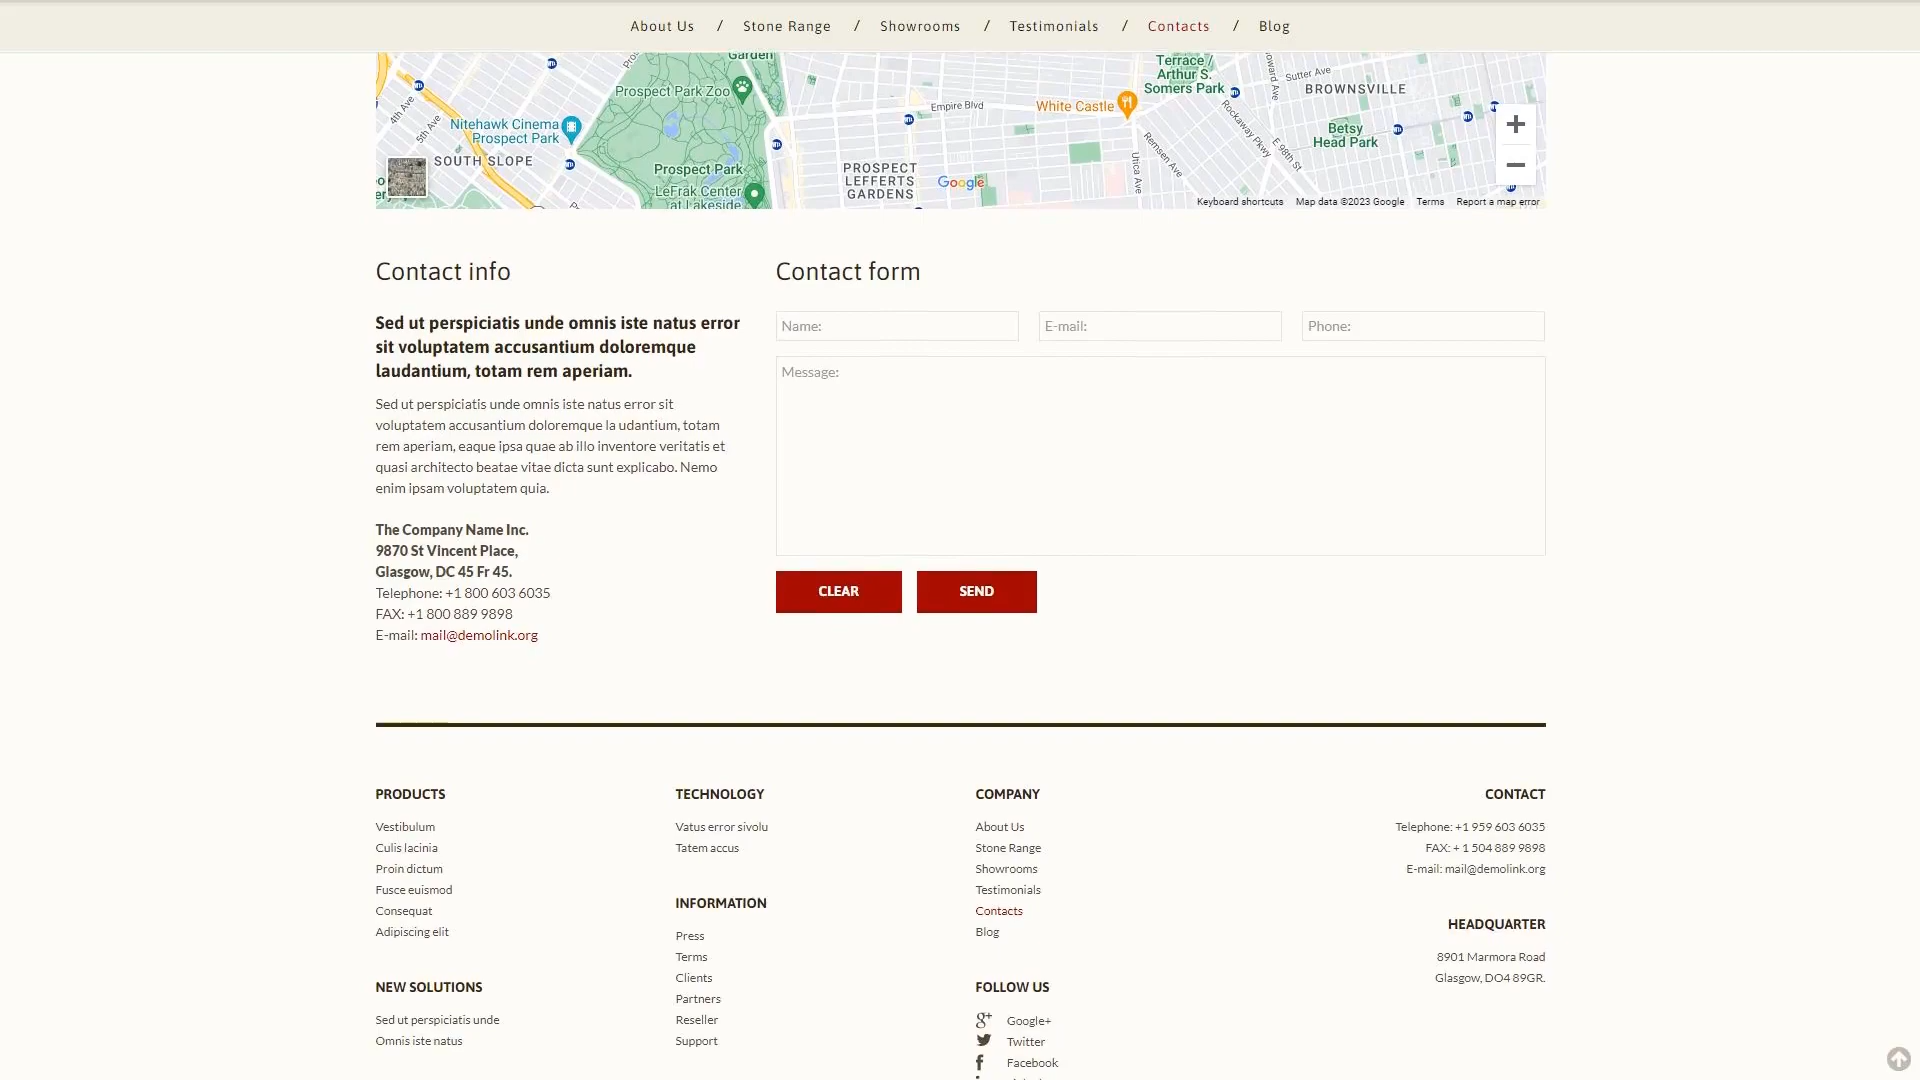 About Us / Stone Range / Showrooms / Testimonials / Contacts / Blog
Garden
Prospect Park Zoo
Nitehawk Cinema
Prospect Park
4th Ave
5th Ave
SOUTH SLOPE
Prospect Park
LeFrak Center
at Lakeside
PROSPECT
LEFFERTS
GARDENS
Empire Blvd
White Castle
Terrace /
Arthur S.
Somers Park
Sutter Ave
BROWNSVILLE
Betsy
Head Park
Rockaway Pkwy
E 98th St
Remsen Ave
Utica Ave
Google
Keyboard shortcuts
Map data ©2023 Google
Terms
Report a map error
Contact info
Sed ut perspiciatis unde omnis iste natus error
sit voluptatem accusantium doloremque
laudantium, totam rem aperiam.
Sed ut perspiciatis unde omnis iste natus error sit
voluptatem accusantium doloremque la udantium, totam
rem aperiam, eaque ipsa quae ab illo inventore veritatis et
quasi architecto beatae vitae dicta sunt explicabo. Nemo
enim ipsam voluptatem quia.
The Company Name Inc.
9870 St Vincent Place,
Glasgow, DC 45 Fr 45.
Telephone: +1 800 603 6035
FAX: +1 800 889 9898
E-mail: mail@demolink.org
Contact form
Name:
E-mail:
Phone:
Message:
CLEAR
SEND
PRODUCTS
Vestibulum
Culis lacinia
Proin dictum
Fusce euismod
Consequat
Adipiscing elit
NEW SOLUTIONS
Sed ut perspiciatis unde
Omnis iste natus
TECHNOLOGY
Vatus error sivolu
Tatem accus
INFORMATION
Press
Terms
Clients
Partners
Reseller
Support
COMPANY
About Us
Stone Range
Showrooms
Testimonials
Contacts
Blog
FOLLOW US
Google+
Twitter
Facebook
CONTACT
Telephone: +1 959 603 6035
FAX: + 1 504 889 9898
E-mail: mail@demolink.org
HEADQUARTER
8901 Marmora Road
Glasgow, DO4 89GR.